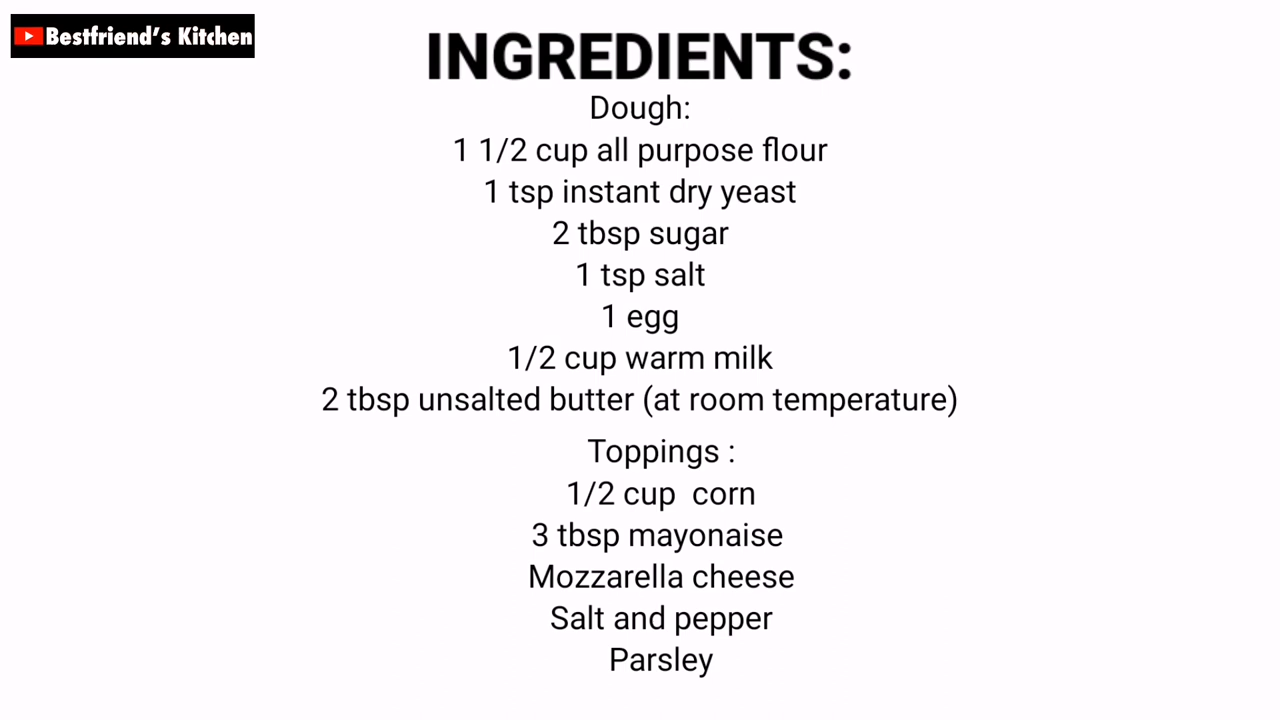 Bestfriend's Kitchen
INGREDIENTS:
Dough:
1 1/2 cup all purpose flour
1 tsp instant dry yeast
2 tbsp sugar
1 tsp salt
1 egg
1/2 cup warm milk
2 tbsp unsalted butter (at room temperature)
Toppings :
1/2 cup  corn
3 tbsp mayonaise
Mozzarella cheese
Salt and pepper
Parsley